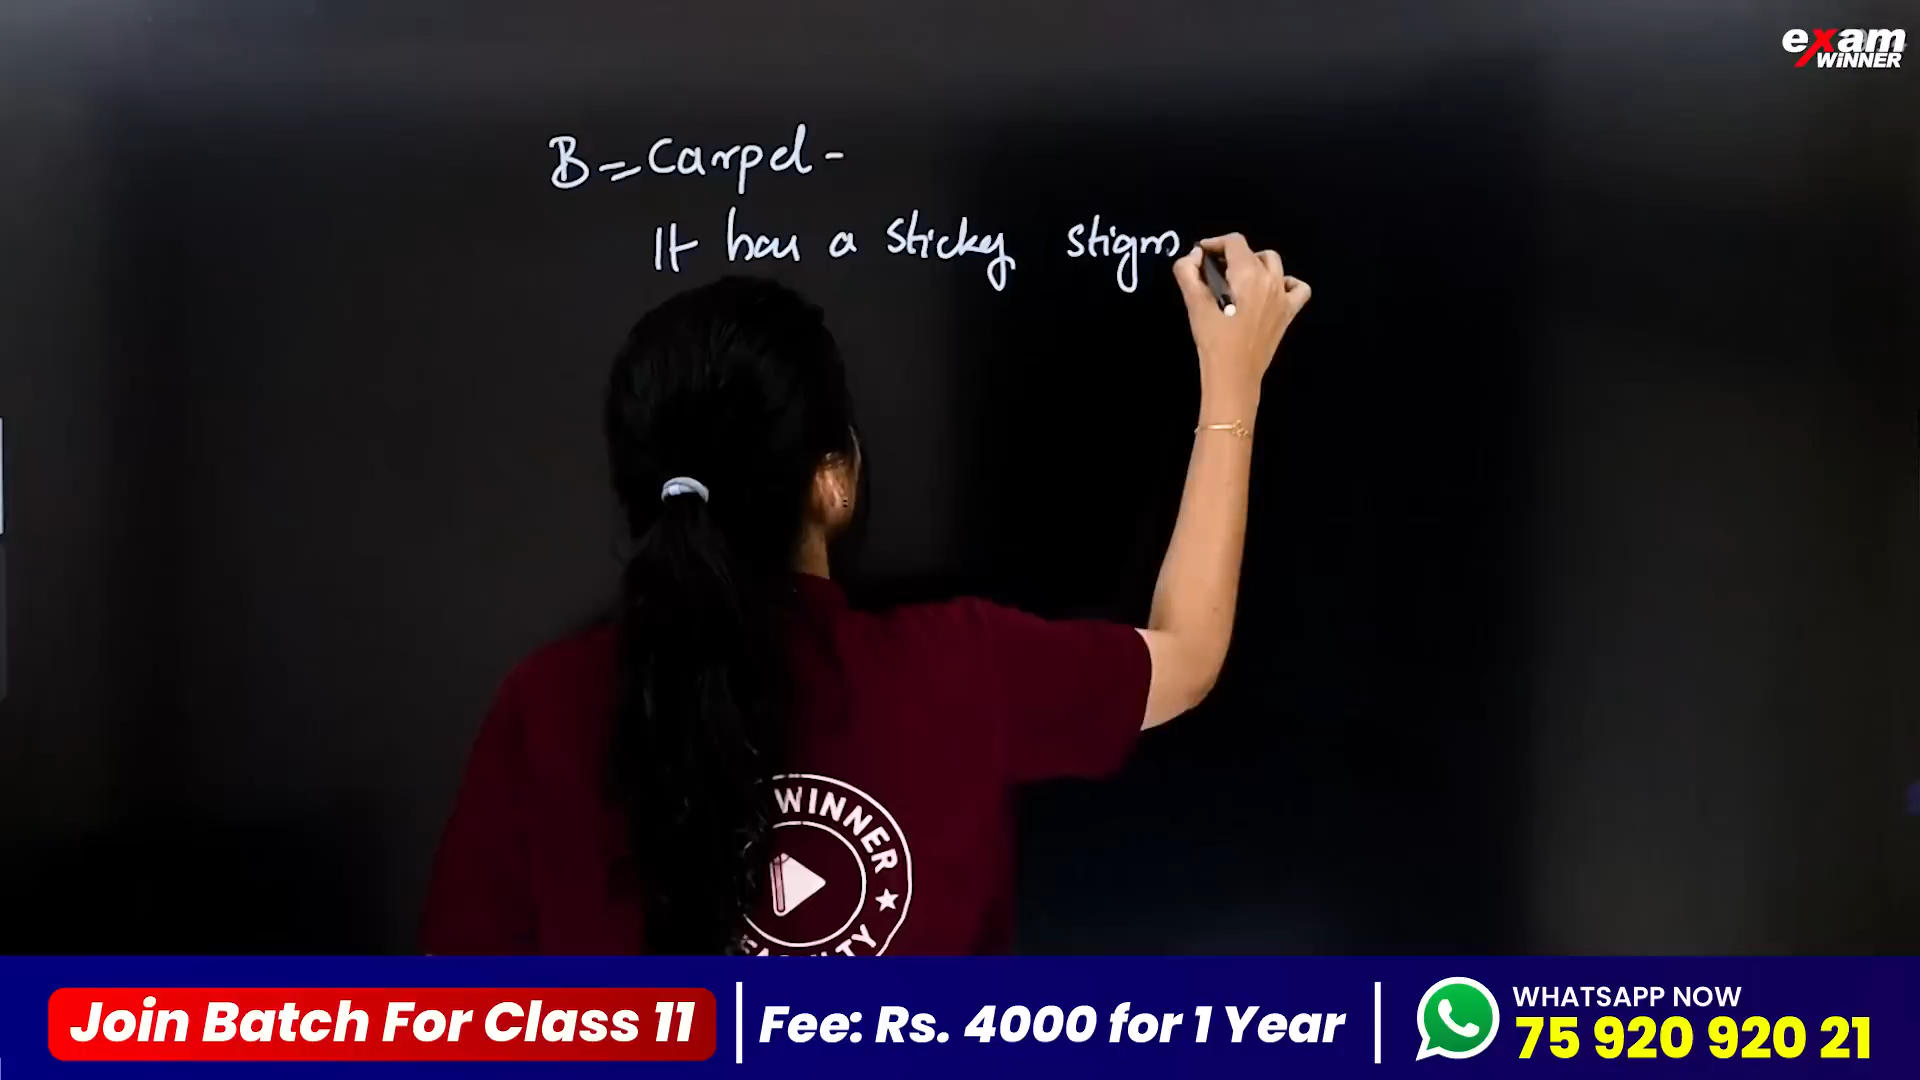 exam
WINNER
B = Carpel -
It has a sticky stigm
WINNER ★
FACULTY
Join Batch For Class 11
Fee: Rs. 4000 for 1 Year
WHATSAPP NOW
75 920 920 21